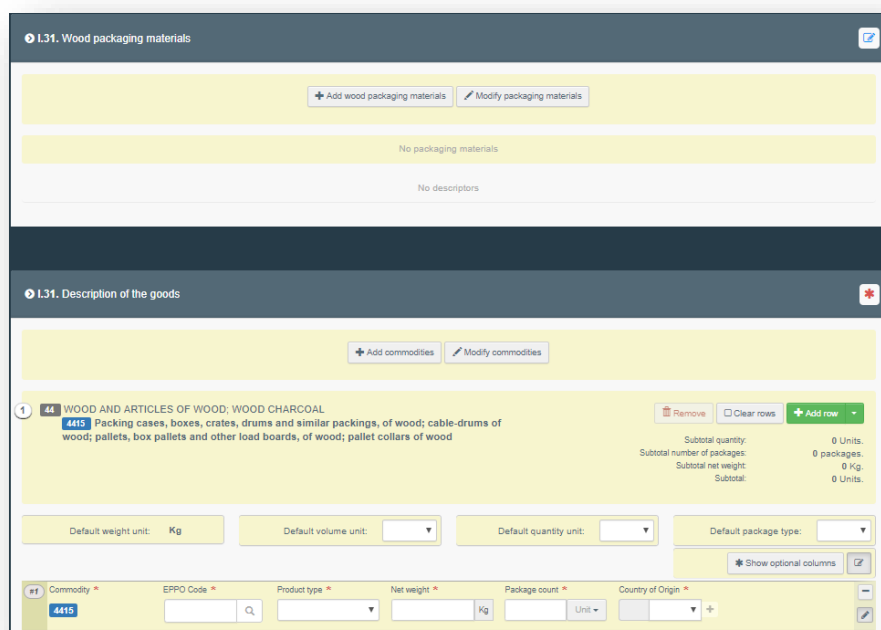 I.31. Wood packaging materials
Add wood packaging materials Modify packaging materials
No packaging materials
No descriptors
I.31. Description of the goods
Add commodities Modify commodities
1 44 WOOD AND ARTICLES OF WOOD; WOOD CHARCOAL
4415 Packing cases, boxes, crates, drums and similar packings, of wood; cable-drums of
wood; pallets, box pallets and other load boards, of wood; pallet collars of wood
Remove Clear rows Add row
Subtotal quantity: 0 Units.
Subtotal number of packages: 0 packages.
Subtotal net weight: 0 Kg.
Subtotal: 0 Units.
Default weight unit: Kg Default volume unit: Default quantity unit: Default package type:
Show optional columns
#1 Commodity * EPPO Code * Product type * Net weight * Package count * Country of Origin *
4415 Kg Unit